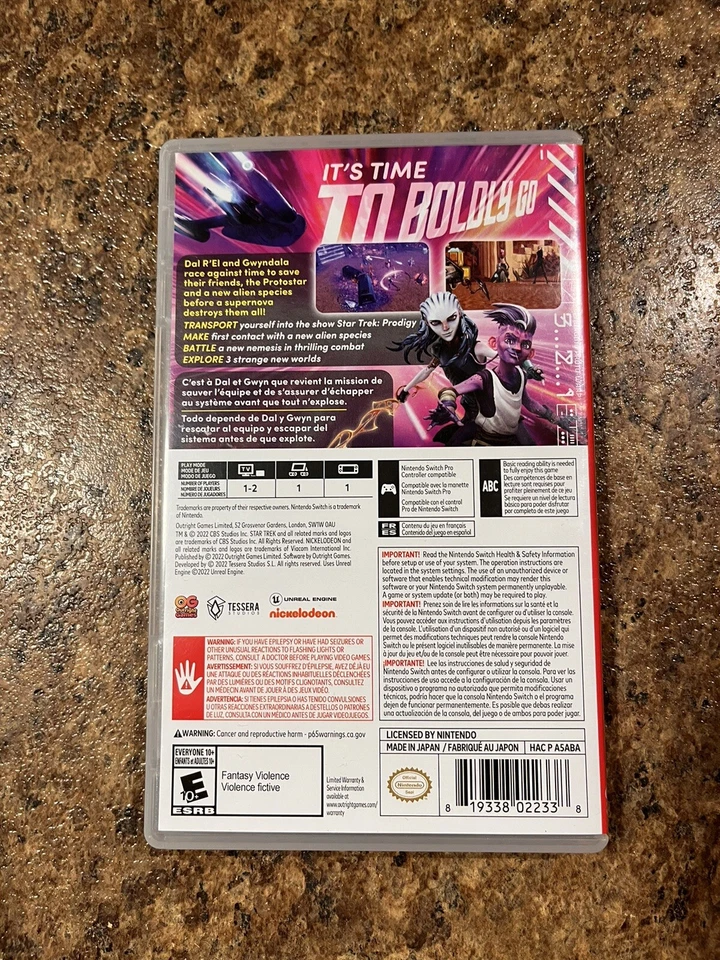 IT'S TIME
TO BOLDLY GO
Dal R'El and Gwyndala
race against time to save
their friends, the Protostar
and a new alien species
before a supernova
destroys them all!
TRANSPORT yourself into the show Star Trek: Prodigy
MAKE first contact with a new alien species
BATTLE a new nemesis in thrilling combat
EXPLORE 3 strange new worlds
C'est à Dal et Gwyn que revient la mission de
sauver l'équipe et de s'assurer d'échapper
au système avant que tout n'explose.
Todo depende de Dal y Gwyn para
rescatar al equipo y escapar del
sistema antes de que explote.
3...2...1
PLAY MODE
MODE DE JEU
MODO DE JUEGO
TV
NUMBER OF PLAYERS
NOMBRE DE JOUEURS
NÚMERO DE JUGADORES
1-2
1
1
Nintendo Switch Pro
Controller compatible
Compatible avec la manette
Nintendo Switch Pro
Compatible con el control
Pro de Nintendo Switch
ABC
Basic reading ability is needed
to fully enjoy this game
Des compétences de base en
lecture sont requises pour
profiter pleinement de ce jeu
Se requiere un nivel de lectura
básico para poder disfrutar
por completo de este juego
FR
ES
Contenu du jeu en français
Contenido del juego en español
Trademarks are property of their respective owners. Nintendo Switch is a trademark
of Nintendo.
Outright Games Limited, 52 Grosvenor Gardens, London, SW1W 0AU
TM & © 2022 CBS Studios Inc. STAR TREK and all related marks and logos
are trademarks of CBS Studios Inc. All Rights Reserved. NICKELODEON and
all related marks and logos are trademarks of Viacom International Inc.
Published by © 2022 Outright Games Limited. Software by Outright Games.
Developed by © 2022 Tessera Studios S.L. All rights reserves. Uses Unreal
Engine ©2022 Unreal Engine.
OG
Outright Games
TESSERA
STUDIOS
UNREAL ENGINE
nickelodeon
IMPORTANT! Read the Nintendo Switch Health & Safety Information
before setup or use of your system. The operation instructions are
located in the system settings. The use of an unauthorized device or
software that enables technical modification may render this
software or your Nintendo Switch system permanently unplayable.
A game or system update (or both) may be required to play.
IMPORTANT! Prenez soin de lire les informations sur la santé et la
sécurité de la Nintendo Switch avant de configurer ou d'utiliser la console.
Vous pouvez accéder aux instructions d'utilisation depuis les paramètres
de la console. L'utilisation d'un dispositif non autorisé ou d'un logiciel qui
permet des modifications techniques peut rendre la console Nintendo
Switch ou le présent logiciel inutilisables de manière permanente. La mise
à jour du jeu et/ou de la console peut être nécessaire pour pouvoir jouer.
¡IMPORTANTE! Lee las instrucciones de salud y seguridad de
Nintendo Switch antes de configurar o utilizar la consola. Para ver las
instrucciones de uso accede a la configuración de la consola. Usar un
dispositivo o programa no autorizado que permita modificaciones
técnicas, podría hacer que la consola Nintendo Switch o el programa
dejen de funcionar permanentemente. Es posible que debas realizar
una actualización de la consola, del juego o de ambos para poder jugar.
WARNING: IF YOU HAVE EPILEPSY OR HAVE HAD SEIZURES OR
OTHER UNUSUAL REACTIONS TO FLASHING LIGHTS OR
PATTERNS, CONSULT A DOCTOR BEFORE PLAYING VIDEO GAMES.
AVERTISSEMENT: SI VOUS SOUFFREZ D'ÉPILEPSIE, AVEZ DÉJÀ EU
UNE ATTAQUE OU DES RÉACTIONS INHABITUELLES DÉCLENCHÉES
PAR DES LUMIÈRES OU DES MOTIFS CLIGNOTANTS, CONSULTEZ
UN MÉDECIN AVANT DE JOUER À DES JEUX VIDÉO.
ADVERTENCIA: SI TIENES EPILEPSIA O HAS TENIDO CONVULSIONES
U OTRAS REACCIONES EXTRAORDINARIAS A DESTELLOS O PATRONES
DE LUZ, CONSULTA CON UN MÉDICO ANTES DE JUGAR VIDEOJUEGOS.
WARNING: Cancer and reproductive harm - p65warnings.ca.gov
EVERYONE 10+
ENFANTS et ADULTES 10+
E
10+
ESRB
Fantasy Violence
Violence fictive
Limited Warranty &
Service Information
available at
www.outrightgames.com/
warranty
LICENSED BY NINTENDO
MADE IN JAPAN / FABRIQUÉ AU JAPON
HAC P A5ABA
Official
Nintendo
Seal
8 19338 02233 8